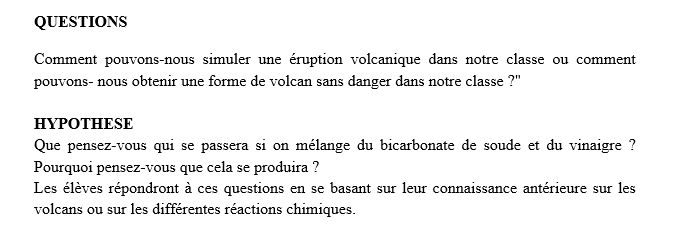 QUESTIONS
Comment pouvons-nous simuler une éruption volcanique dans notre classe ou comment
pouvons- nous obtenir une forme de volcan sans danger dans notre classe ?"
HYPOTHESE
Que pensez-vous qui se passera si on mélange du bicarbonate de soude et du vinaigre ?
Pourquoi pensez-vous que cela se produira ?
Les élèves répondront à ces questions en se basant sur leur connaissance antérieure sur les
volcans ou sur les différentes réactions chimiques.